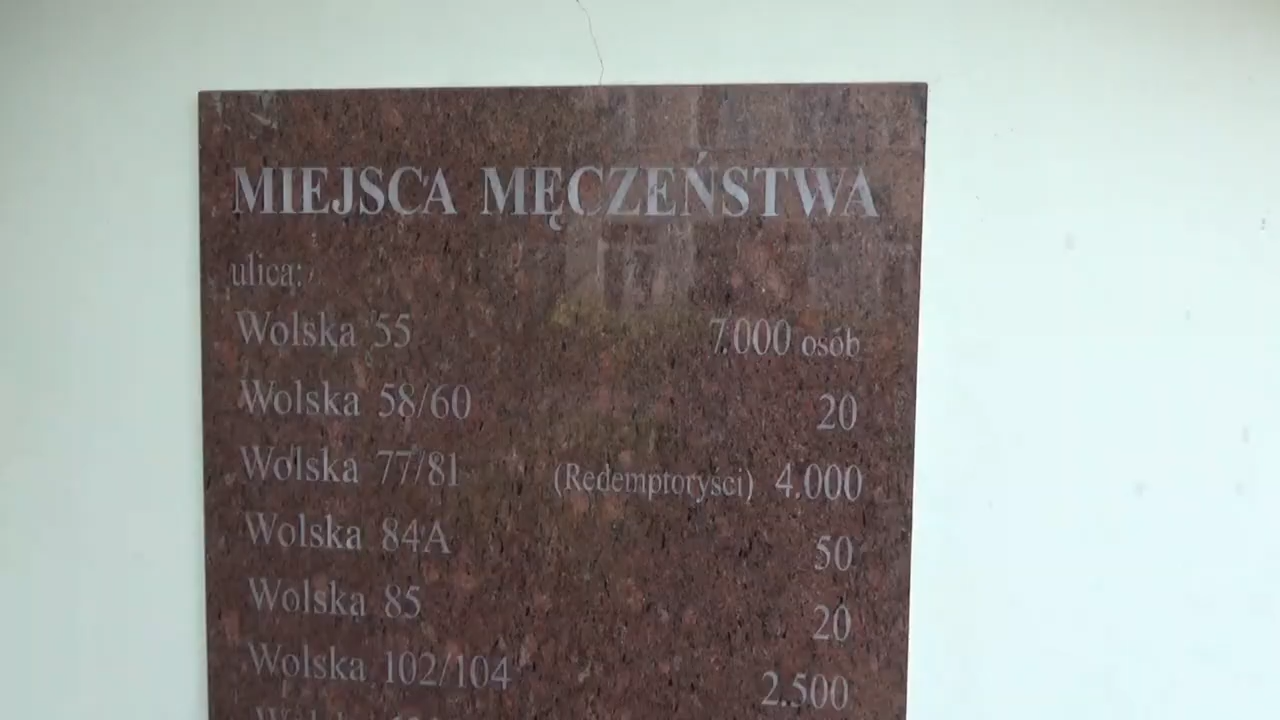 MIEJSCA MĘCZEŃSTWA
ulica:
Wolska 55 7.000 osób
Wolska 58/60 20
Wolska 77/81 (Redemptoryści) 4.000
Wolska 84A 50
Wolska 85 20
Wolska 102/104 2.500